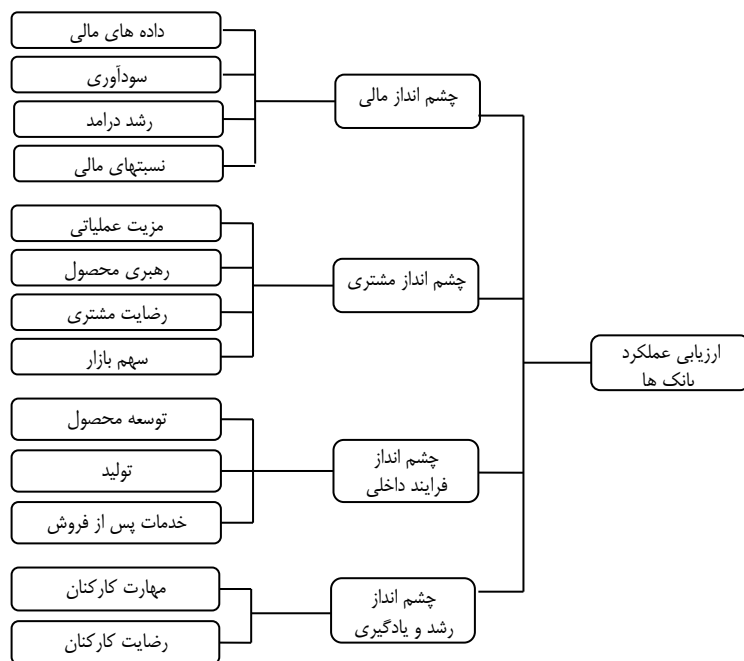 ارزیابی عملکرد
بانک ها
چشم انداز مالی
داده های مالی
سودآوری
رشد درامد
نسبتهای مالی
چشم انداز مشتری
مزیت عملیاتی
رهبری محصول
رضایت مشتری
سهم بازار
چشم انداز
فرایند داخلی
توسعه محصول
تولید
خدمات پس از فروش
چشم انداز
رشد و یادگیری
مهارت کارکنان
رضایت کارکنان